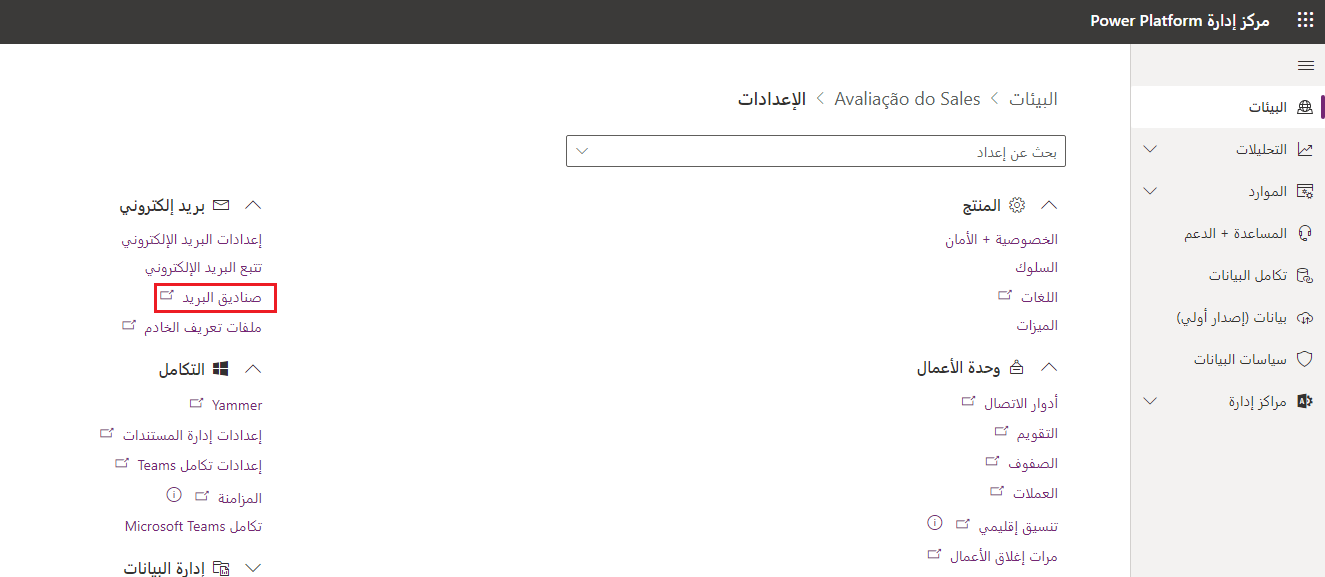 مركز إدارة Power Platform
البيئات
التحليلات
الموارد
المساعدة + الدعم
تكامل البيانات
بيانات (إصدار أولي)
سياسات البيانات
مراكز إدارة
البيئات > Avaliação do Sales > الإعدادات
بحث عن إعداد
المنتج
الخصوصية + الأمان
السلوك
اللغات
الميزات
وحدة الأعمال
أدوار الاتصال
التقويم
الصفوف
العملات
تنسيق إقليمي
مرات إغلاق الأعمال
بريد إلكتروني
إعدادات البريد الإلكتروني
تتبع البريد الإلكتروني
صناديق البريد
ملفات تعريف الخادم
التكامل
Yammer
إعدادات إدارة المستندات
إعدادات تكامل Teams
المزامنة
تكامل Microsoft Teams
إدارة البيانات